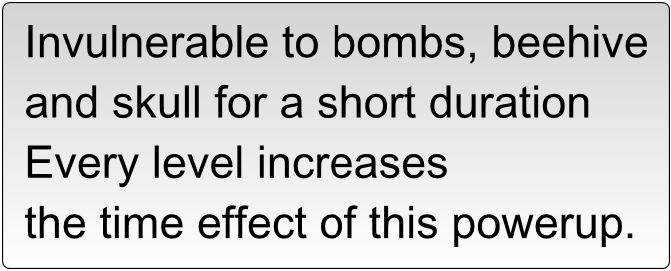 Invulnerable to bombs, beehive
and skull for a short duration
Every level increases
the time effect of this powerup.